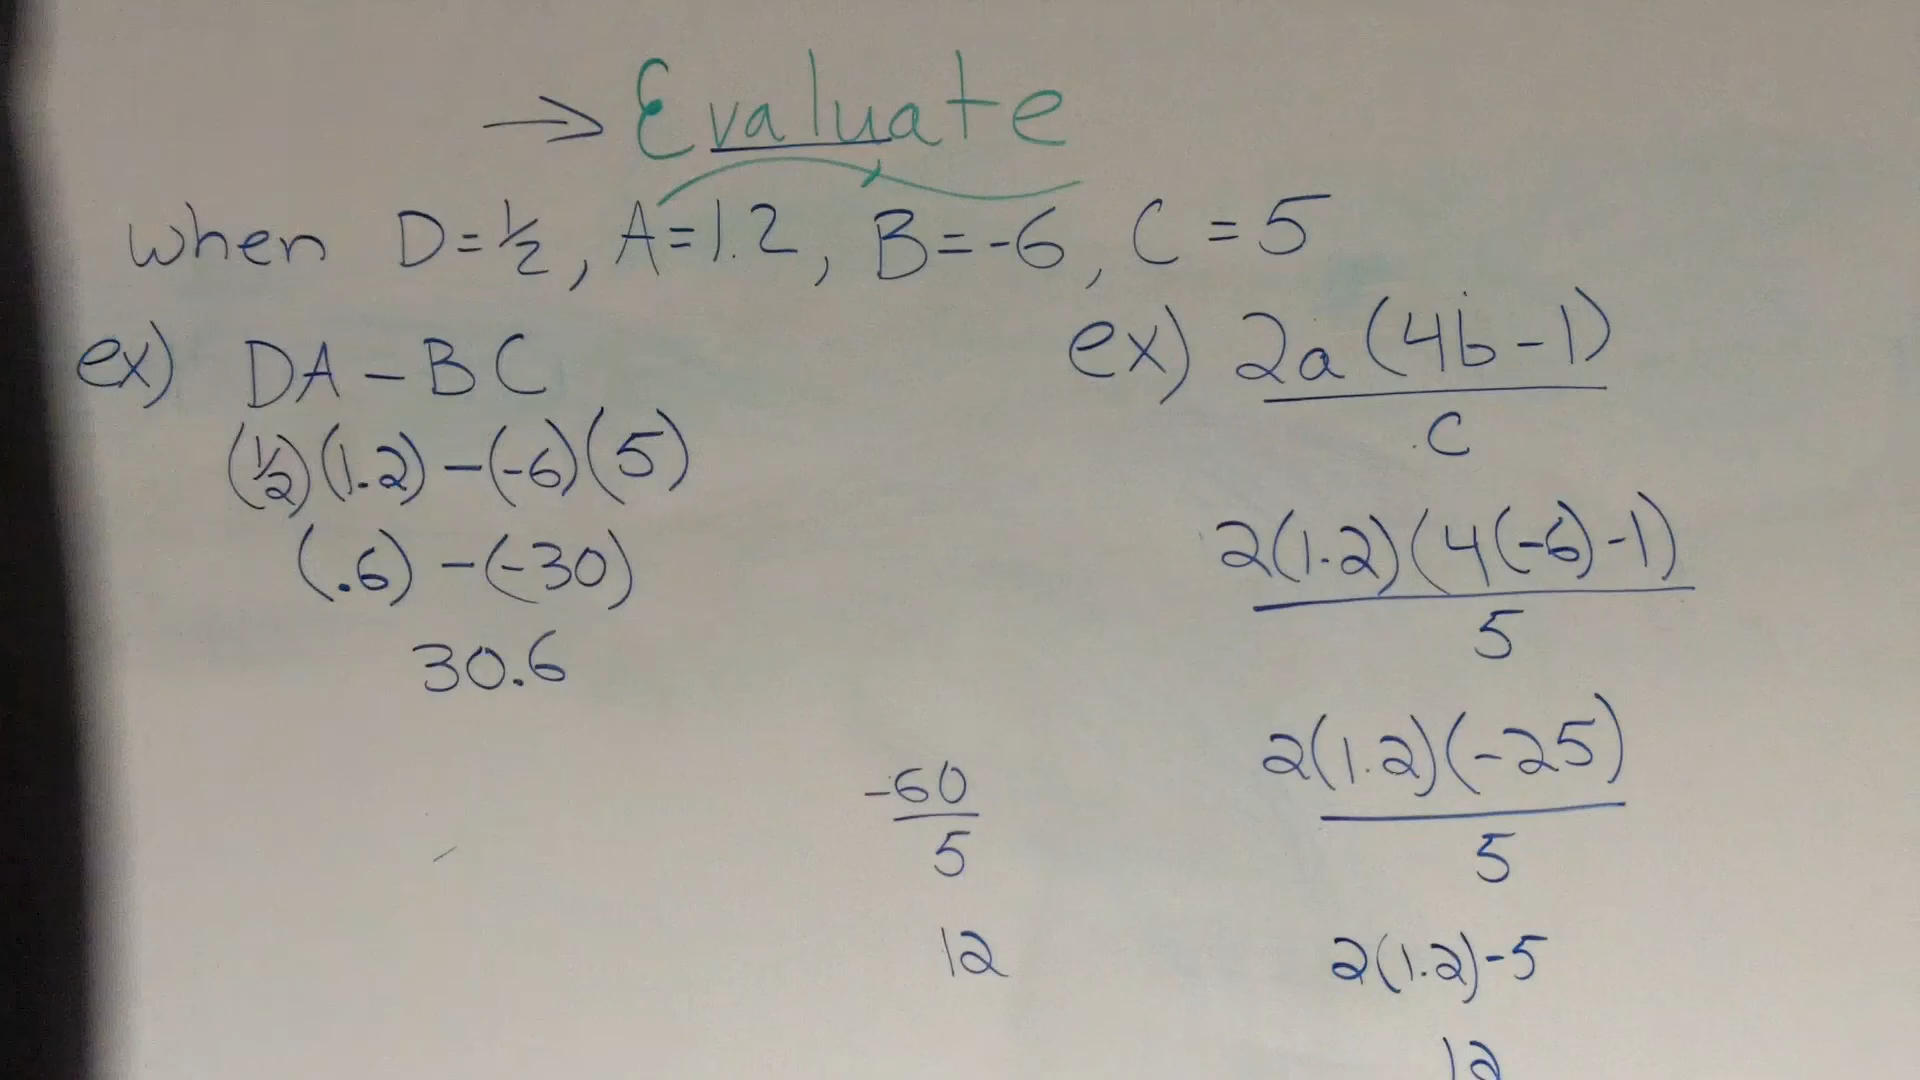 → Evaluate
when D=½, A=1.2, B=-6, C=5
ex) DA-BC
(½)(1.2)-(-6)(5)
(.6)-(-30)
30.6
ex) 2a(4b-1)
c
2(1.2)(4(-6)-1)
5
2(1.2)(-25)
5
2(1.2)-5
12
-60
5
12